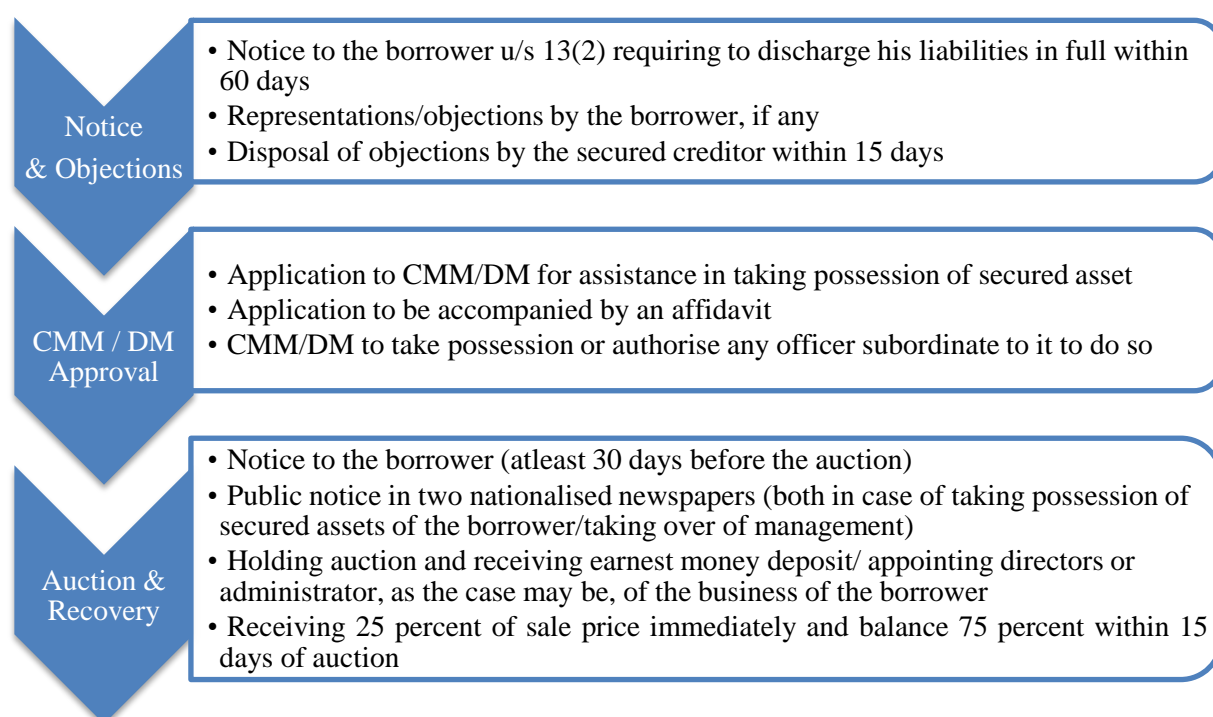 Notice
& Objections
• Notice to the borrower u/s 13(2) requiring to discharge his liabilities in full within
60 days
• Representations/objections by the borrower, if any
• Disposal of objections by the secured creditor within 15 days
CMM / DM
Approval
• Application to CMM/DM for assistance in taking possession of secured asset
• Application to be accompanied by an affidavit
• CMM/DM to take possession or authorise any officer subordinate to it to do so
Auction &
Recovery
• Notice to the borrower (atleast 30 days before the auction)
• Public notice in two nationalised newspapers (both in case of taking possession of
secured assets of the borrower/taking over of management)
• Holding auction and receiving earnest money deposit/ appointing directors or
administrator, as the case may be, of the business of the borrower
• Receiving 25 percent of sale price immediately and balance 75 percent within 15
days of auction